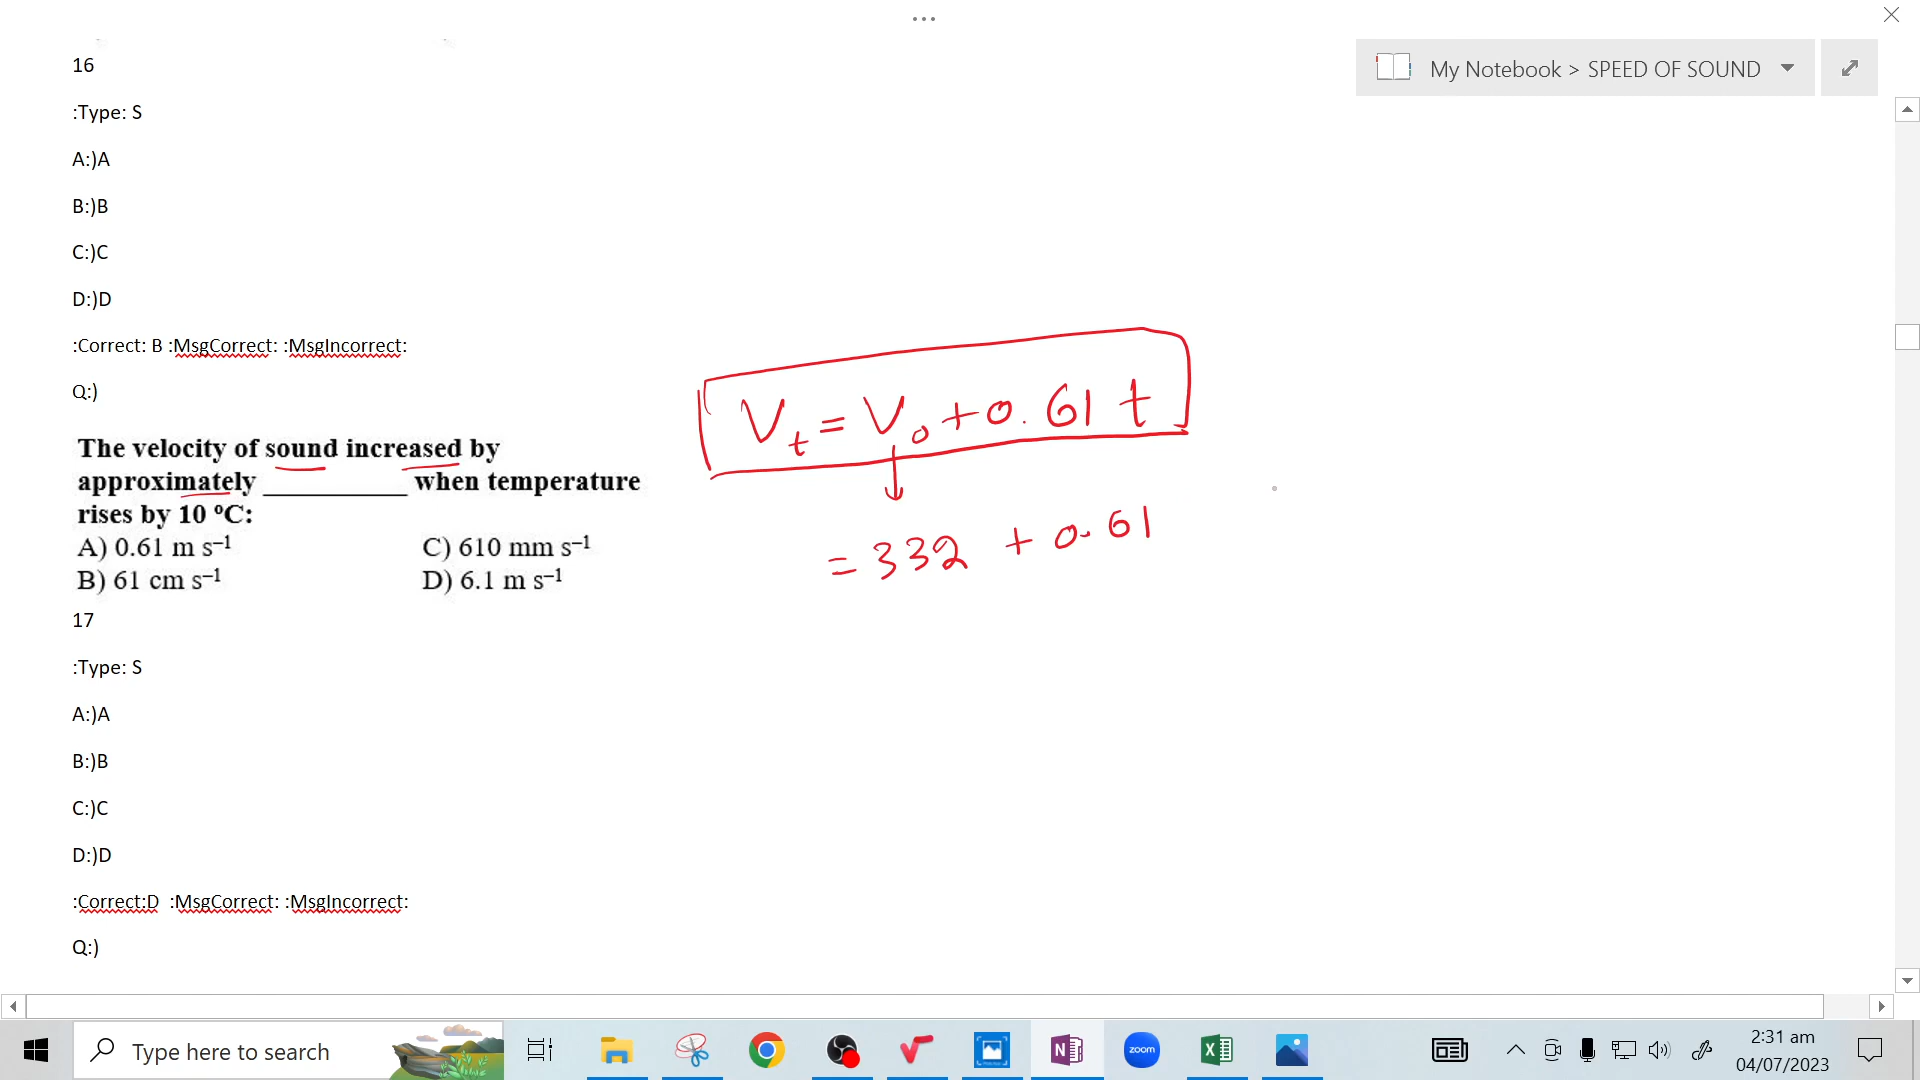 16
My Notebook > SPEED OF SOUND
:Type: S
A:)A
B:)B
C:)C
D:)D
:Correct: B :MsgCorrect: :MsgIncorrect:
Q:)
The velocity of sound increased by
approximately __________ when temperature
rises by 10 °C:
A) 0.61 m s⁻¹ C) 610 mm s⁻¹
B) 61 cm s⁻¹ D) 6.1 m s⁻¹
Vt = V0 + 0.61 t
= 332 + 0.61
17
:Type: S
A:)A
B:)B
C:)C
D:)D
:Correct:D :MsgCorrect: :MsgIncorrect:
Q:)
Type here to search
zoom
2:31 am
04/07/2023